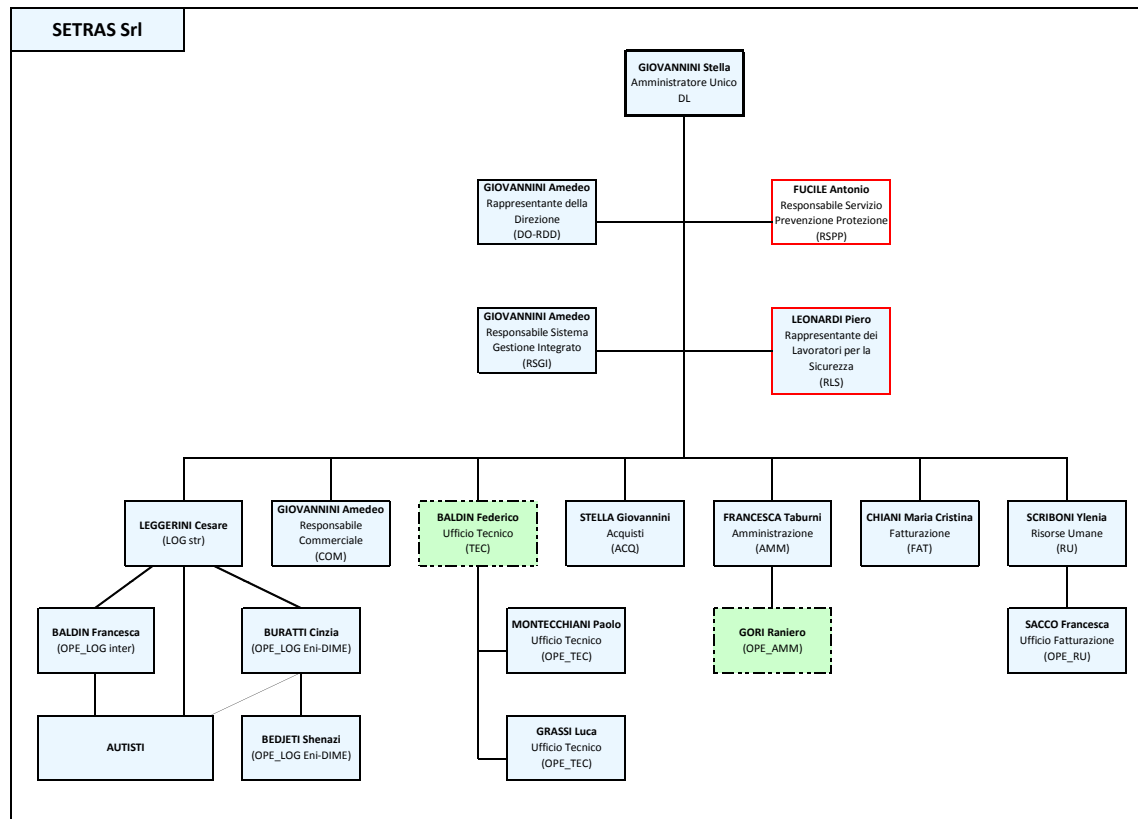 SETRAS Srl
GIOVANNINI Stella
Amministratore Unico
DL
GIOVANNINI Amedeo
Rappresentante della
Direzione
(DO-RDD)
FUCILE Antonio
Responsabile Servizio
Prevenzione Protezione
(RSPP)
GIOVANNINI Amedeo
Responsabile Sistema
Gestione Integrato
(RSGI)
LEONARDI Piero
Rappresentante dei
Lavoratori per la
Sicurezza
(RLS)
LEGGERINI Cesare
(LOG str)
GIOVANNINI Amedeo
Responsabile
Commerciale
(COM)
BALDIN Federico
Ufficio Tecnico
(TEC)
STELLA Giovannini
Acquisti
(ACQ)
FRANCESCA Taburni
Amministrazione
(AMM)
CHIANI Maria Cristina
Fatturazione
(FAT)
SCRIBONI Ylenia
Risorse Umane
(RU)
BALDIN Francesca
(OPE_LOG inter)
BURATTI Cinzia
(OPE_LOG Eni-DIME)
MONTECCHIANI Paolo
Ufficio Tecnico
(OPE_TEC)
GORI Raniero
(OPE_AMM)
SACCO Francesca
Ufficio Fatturazione
(OPE_RU)
AUTISTI
BEDJETI Shenazi
(OPE_LOG Eni-DIME)
GRASSI Luca
Ufficio Tecnico
(OPE_TEC)